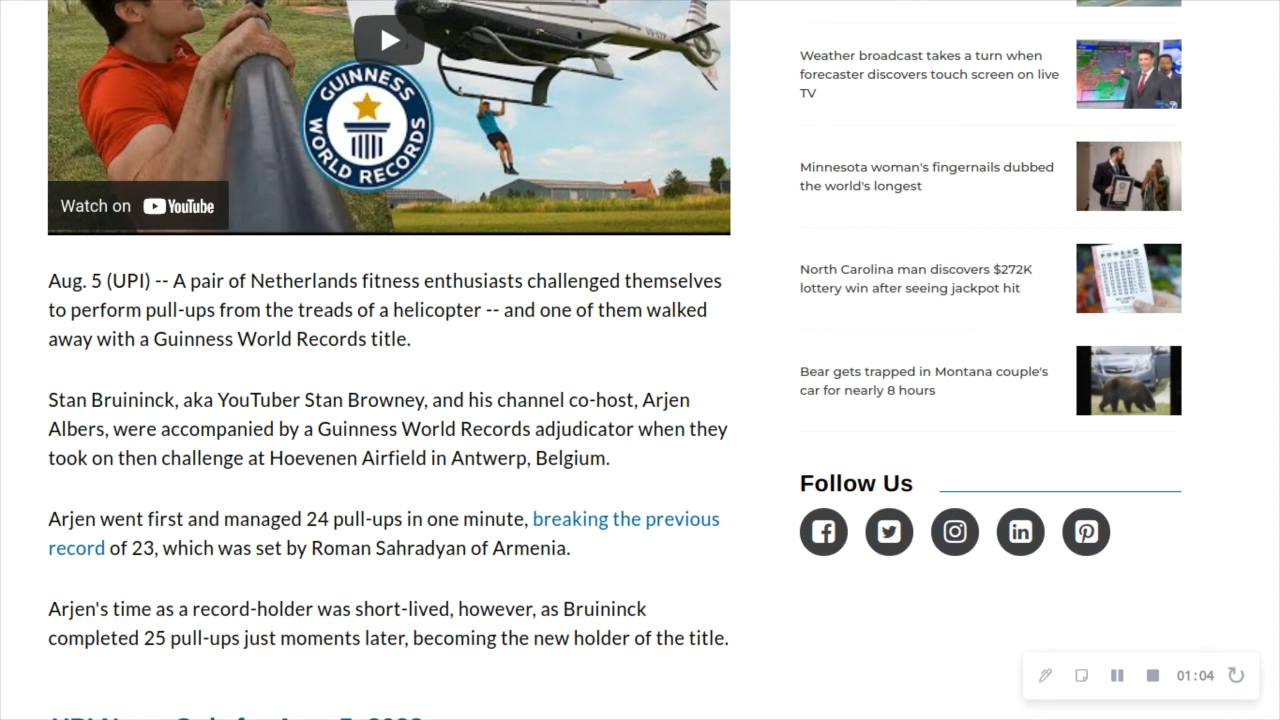 GUINNESS
WORLD RECORDS
Watch on YouTube
Aug. 5 (UPI) -- A pair of Netherlands fitness enthusiasts challenged themselves
to perform pull-ups from the treads of a helicopter -- and one of them walked
away with a Guinness World Records title.
Stan Bruininck, aka YouTuber Stan Browney, and his channel co-host, Arjen
Albers, were accompanied by a Guinness World Records adjudicator when they
took on then challenge at Hoevenen Airfield in Antwerp, Belgium.
Arjen went first and managed 24 pull-ups in one minute, breaking the previous
record of 23, which was set by Roman Sahradyan of Armenia.
Arjen's time as a record-holder was short-lived, however, as Bruininck
completed 25 pull-ups just moments later, becoming the new holder of the title.
Weather broadcast takes a turn when
forecaster discovers touch screen on live
TV
Minnesota woman's fingernails dubbed
the world's longest
North Carolina man discovers $272K
lottery win after seeing jackpot hit
Bear gets trapped in Montana couple's
car for nearly 8 hours
Follow Us
01:04